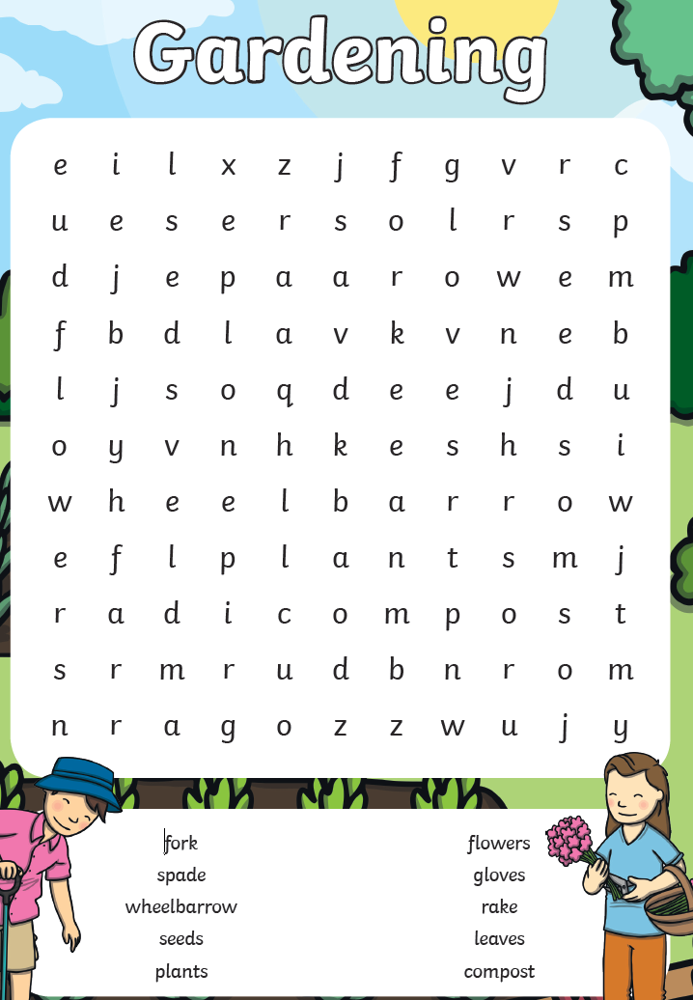 Gardening
e i l x z j f g v r c
u e s e r s o l r s p
d j e p a a r o w e m
f b d l a v k v n e b
l j s o q d e e j d u
o y v n h k e s h s i
w h e e l b a r r o w
e f l p l a n t s m j
r a d i c o m p o s t
s r m r u d b n r o m
n r a g o z z w u j y
fork
spade
wheelbarrow
seeds
plants
flowers
gloves
rake
leaves
compost